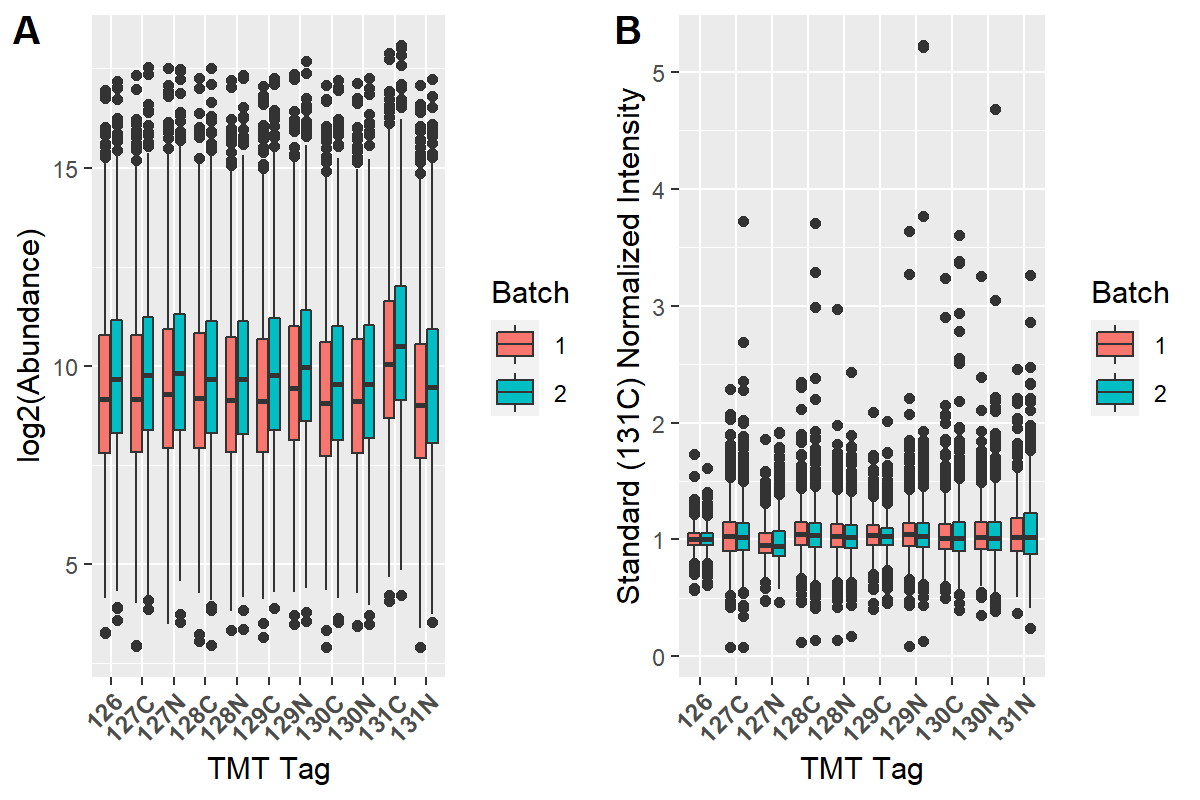 A
log2(Abundance)
15
10
5
126
127C
127N
128C
128N
129C
129N
130C
130N
131C
131N
TMT Tag
Batch
1
2
B
Standard (131C) Normalized Intensity
5
4
3
2
1
0
126
127C
127N
128C
128N
129C
129N
130C
130N
131N
TMT Tag
Batch
1
2